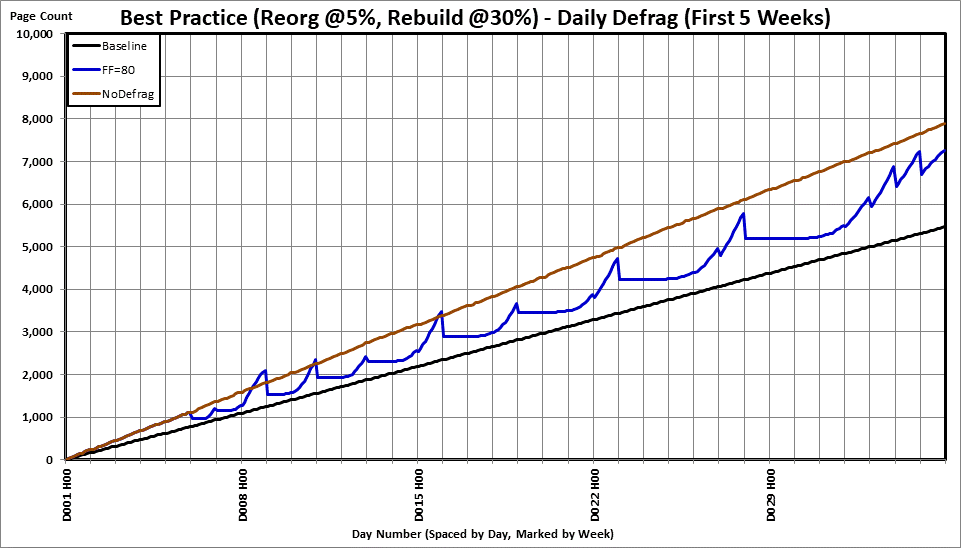 Page Count
Best Practice (Reorg @5%, Rebuild @30%) - Daily Defrag (First 5 Weeks)
10,000
9,000
8,000
7,000
6,000
5,000
4,000
3,000
2,000
1,000
0
Baseline
FF=80
NoDefrag
D001 H00
D008 H00
D015 H00
D022 H00
D029 H00
Day Number (Spaced by Day, Marked by Week)